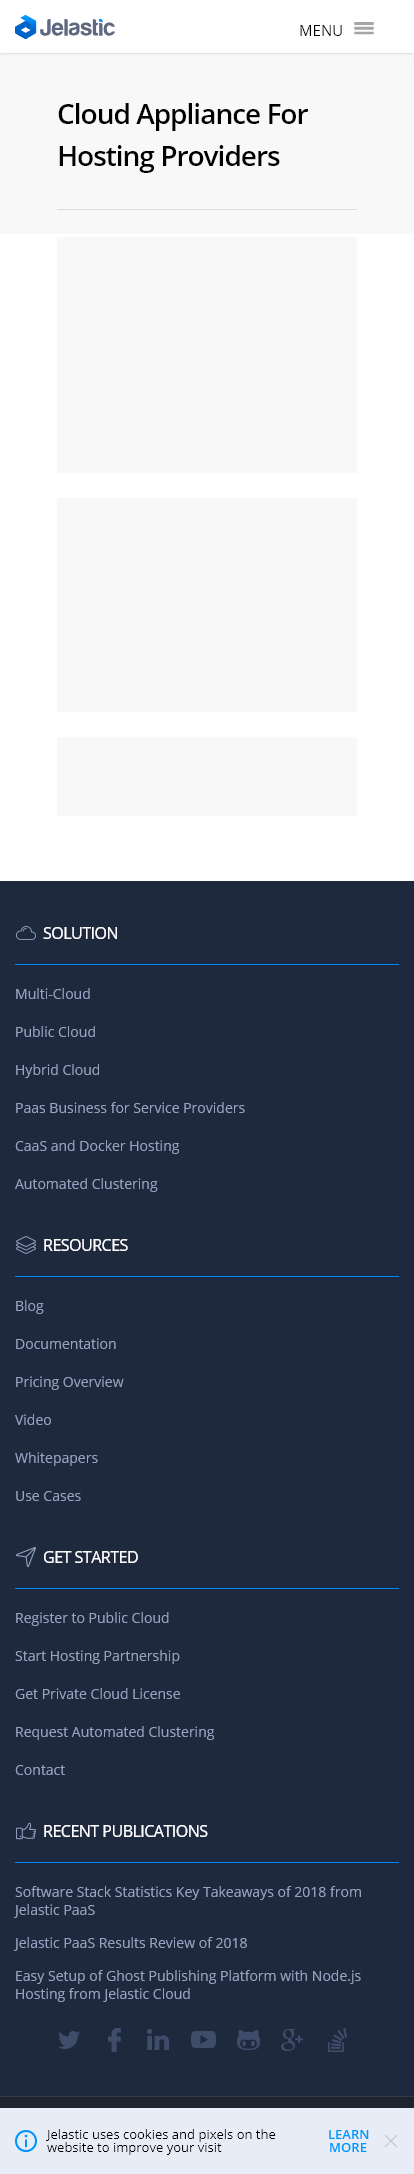 Jelastic
MENU
Cloud Appliance For
Hosting Providers
SOLUTION
Multi-Cloud
Public Cloud
Hybrid Cloud
Paas Business for Service Providers
CaaS and Docker Hosting
Automated Clustering
RESOURCES
Blog
Documentation
Pricing Overview
Video
Whitepapers
Use Cases
GET STARTED
Register to Public Cloud
Start Hosting Partnership
Get Private Cloud License
Request Automated Clustering
Contact
RECENT PUBLICATIONS
Software Stack Statistics Key Takeaways of 2018 from
Jelastic PaaS
Jelastic PaaS Results Review of 2018
Easy Setup of Ghost Publishing Platform with Node.js
Hosting from Jelastic Cloud
Jelastic uses cookies and pixels on the
website to improve your visit
LEARN
MORE